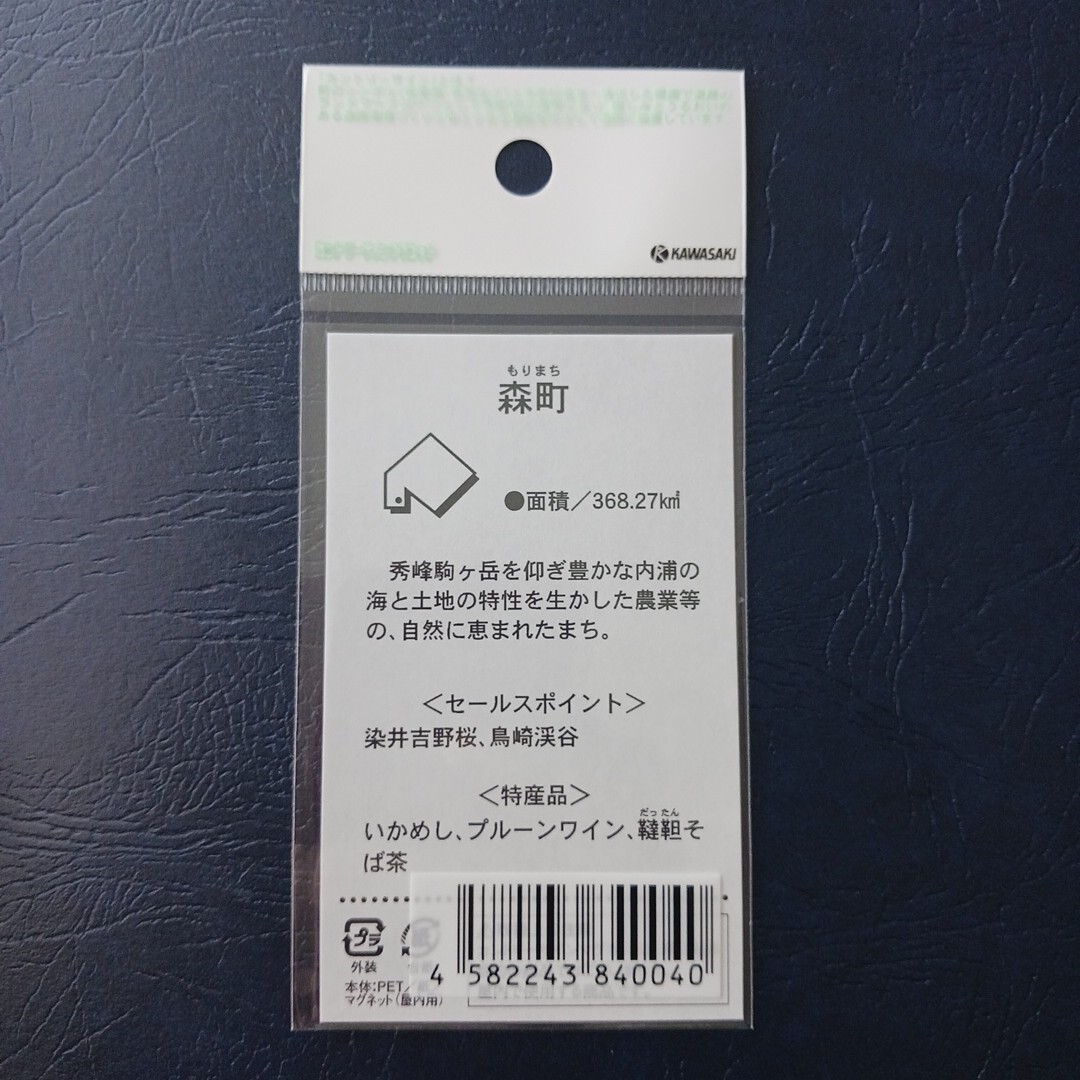 KAWASAKI
もりまち
森町
●面積／368.27㎢
秀峰駒ヶ岳を仰ぎ豊かな内浦の
海と土地の特性を生かした農業等
の、自然に恵まれたまち。
＜セールスポイント＞
染井吉野桜、鳥崎渓谷
＜特産品＞
だったん
いかめし、プルーンワイン、韃靼そ
ば茶
プラ
外装
本体:PET/
マグネット(屋内用)
4 582243 840040